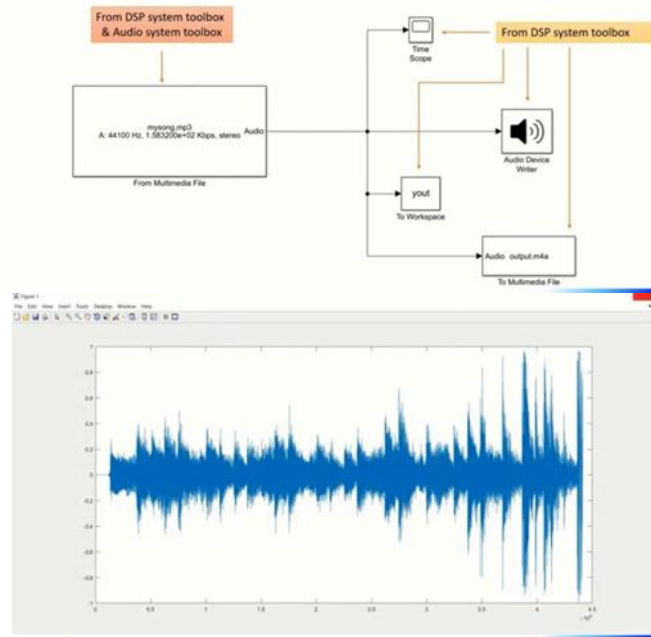 From DSP system toolbox
& Audio system toolbox
From DSP system toolbox
Time
Scope
mysong.mp3
A: 44100 Hz, 1.583200e+02 Kbps, stereo
Audio
From Multimedia File
Audio Device
Writer
yout
To Workspace
Audio output.m4a
To Multimedia File
Figure 1
File Edit View Insert Tools Desktop Window Help
1
0.8
0.6
0.4
0.2
0
-0.2
-0.4
-0.6
-0.8
-1
0 0.5 1 1.5 2 2.5 3 3.5 4 4.5